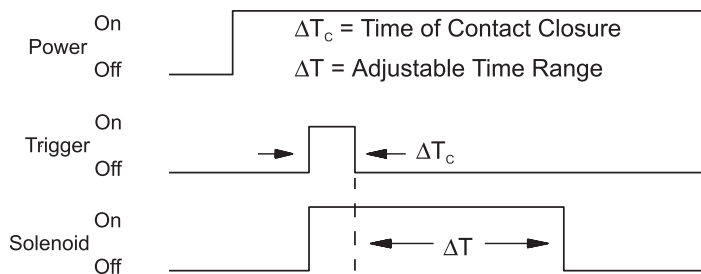 On
Power
Off
ΔTc = Time of Contact Closure
ΔT = Adjustable Time Range
On
Trigger
Off
ΔTc
On
Solenoid
Off
ΔT